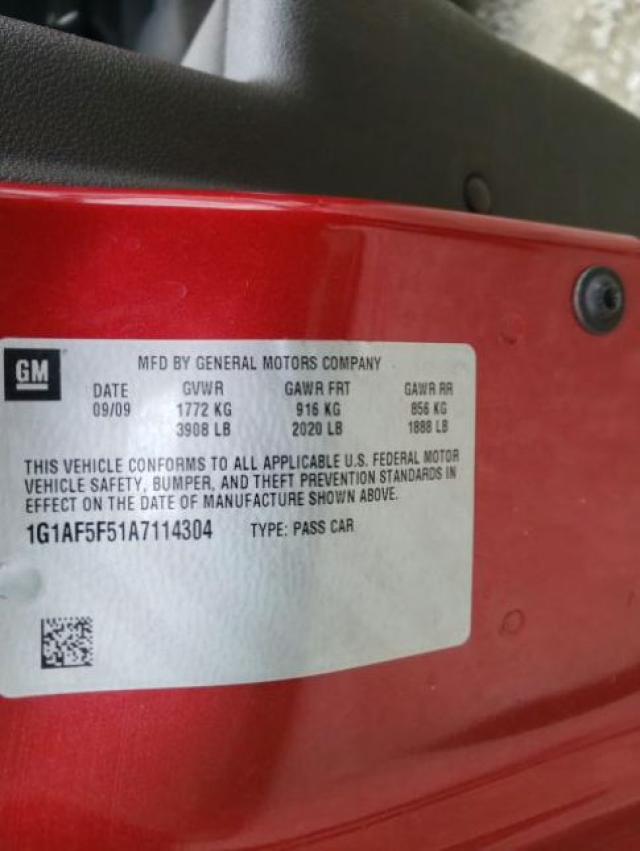 GM
MFD BY GENERAL MOTORS COMPANY
DATE GVWR GAWR FRT GAWR RR
09/09 1772 KG 916 KG 856 KG
3908 LB 2020 LB 1888 LB
THIS VEHICLE CONFORMS TO ALL APPLICABLE U.S. FEDERAL MOTOR
VEHICLE SAFETY, BUMPER, AND THEFT PREVENTION STANDARDS IN
EFFECT ON THE DATE OF MANUFACTURE SHOWN ABOVE.
1G1AF5F51A7114304 TYPE: PASS CAR